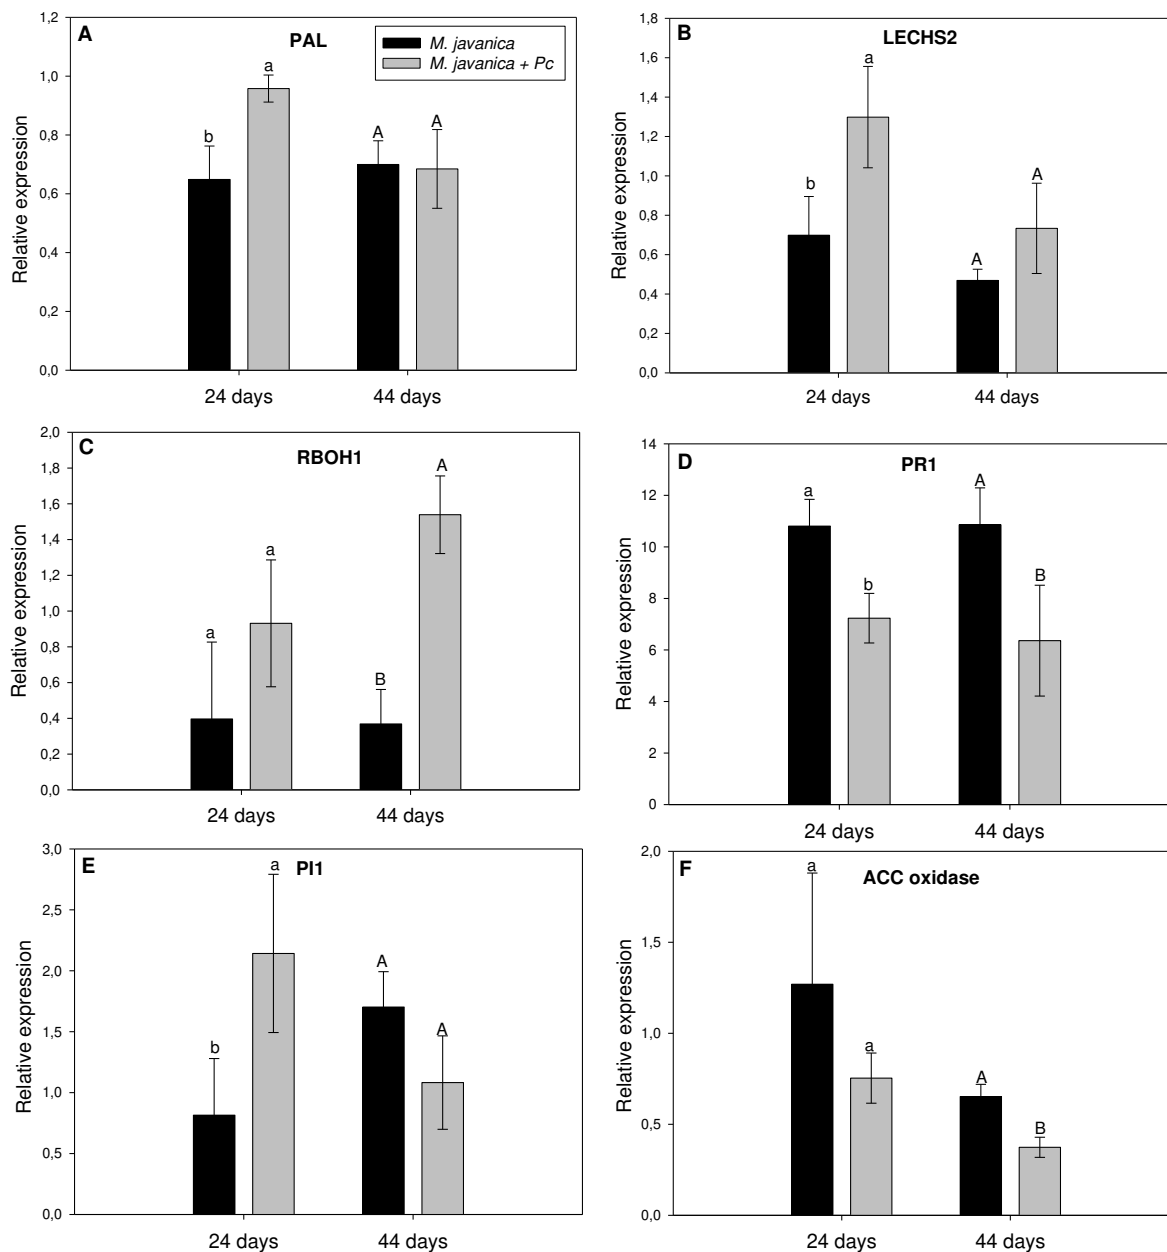 A
PAL
M. javanica
M. javanica + Pc
Relative expression
1,2
1,0
0,8
0,6
0,4
0,2
0,0
b
a
A
A
24 days
44 days
B
LECHS2
Relative expression
1,8
1,6
1,4
1,2
1,0
0,8
0,6
0,4
0,2
0,0
b
a
A
A
24 days
44 days
C
RBOH1
Relative expression
2,0
1,8
1,6
1,4
1,2
1,0
0,8
0,6
0,4
0,2
0,0
a
a
B
A
24 days
44 days
D
PR1
Relative expression
14
12
10
8
6
4
2
0
a
b
A
B
24 days
44 days
E
PI1
Relative expression
3,0
2,5
2,0
1,5
1,0
0,5
0,0
b
a
A
A
24 days
44 days
F
ACC oxidase
Relative expression
2,0
1,5
1,0
0,5
0,0
a
a
A
B
24 days
44 days